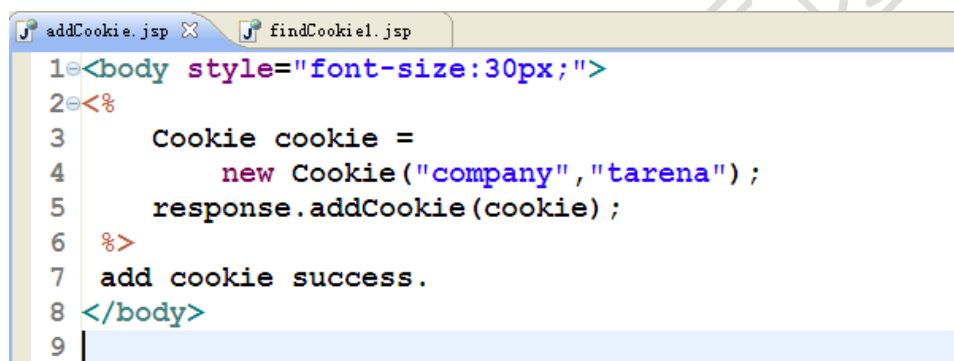 addCookie.jsp findCookie1.jsp
1 <body style="font-size:30px;">
2 <%
3 Cookie cookie =
4 new Cookie("company","tarena");
5 response.addCookie(cookie);
6 %>
7 add cookie success.
8 </body>
9